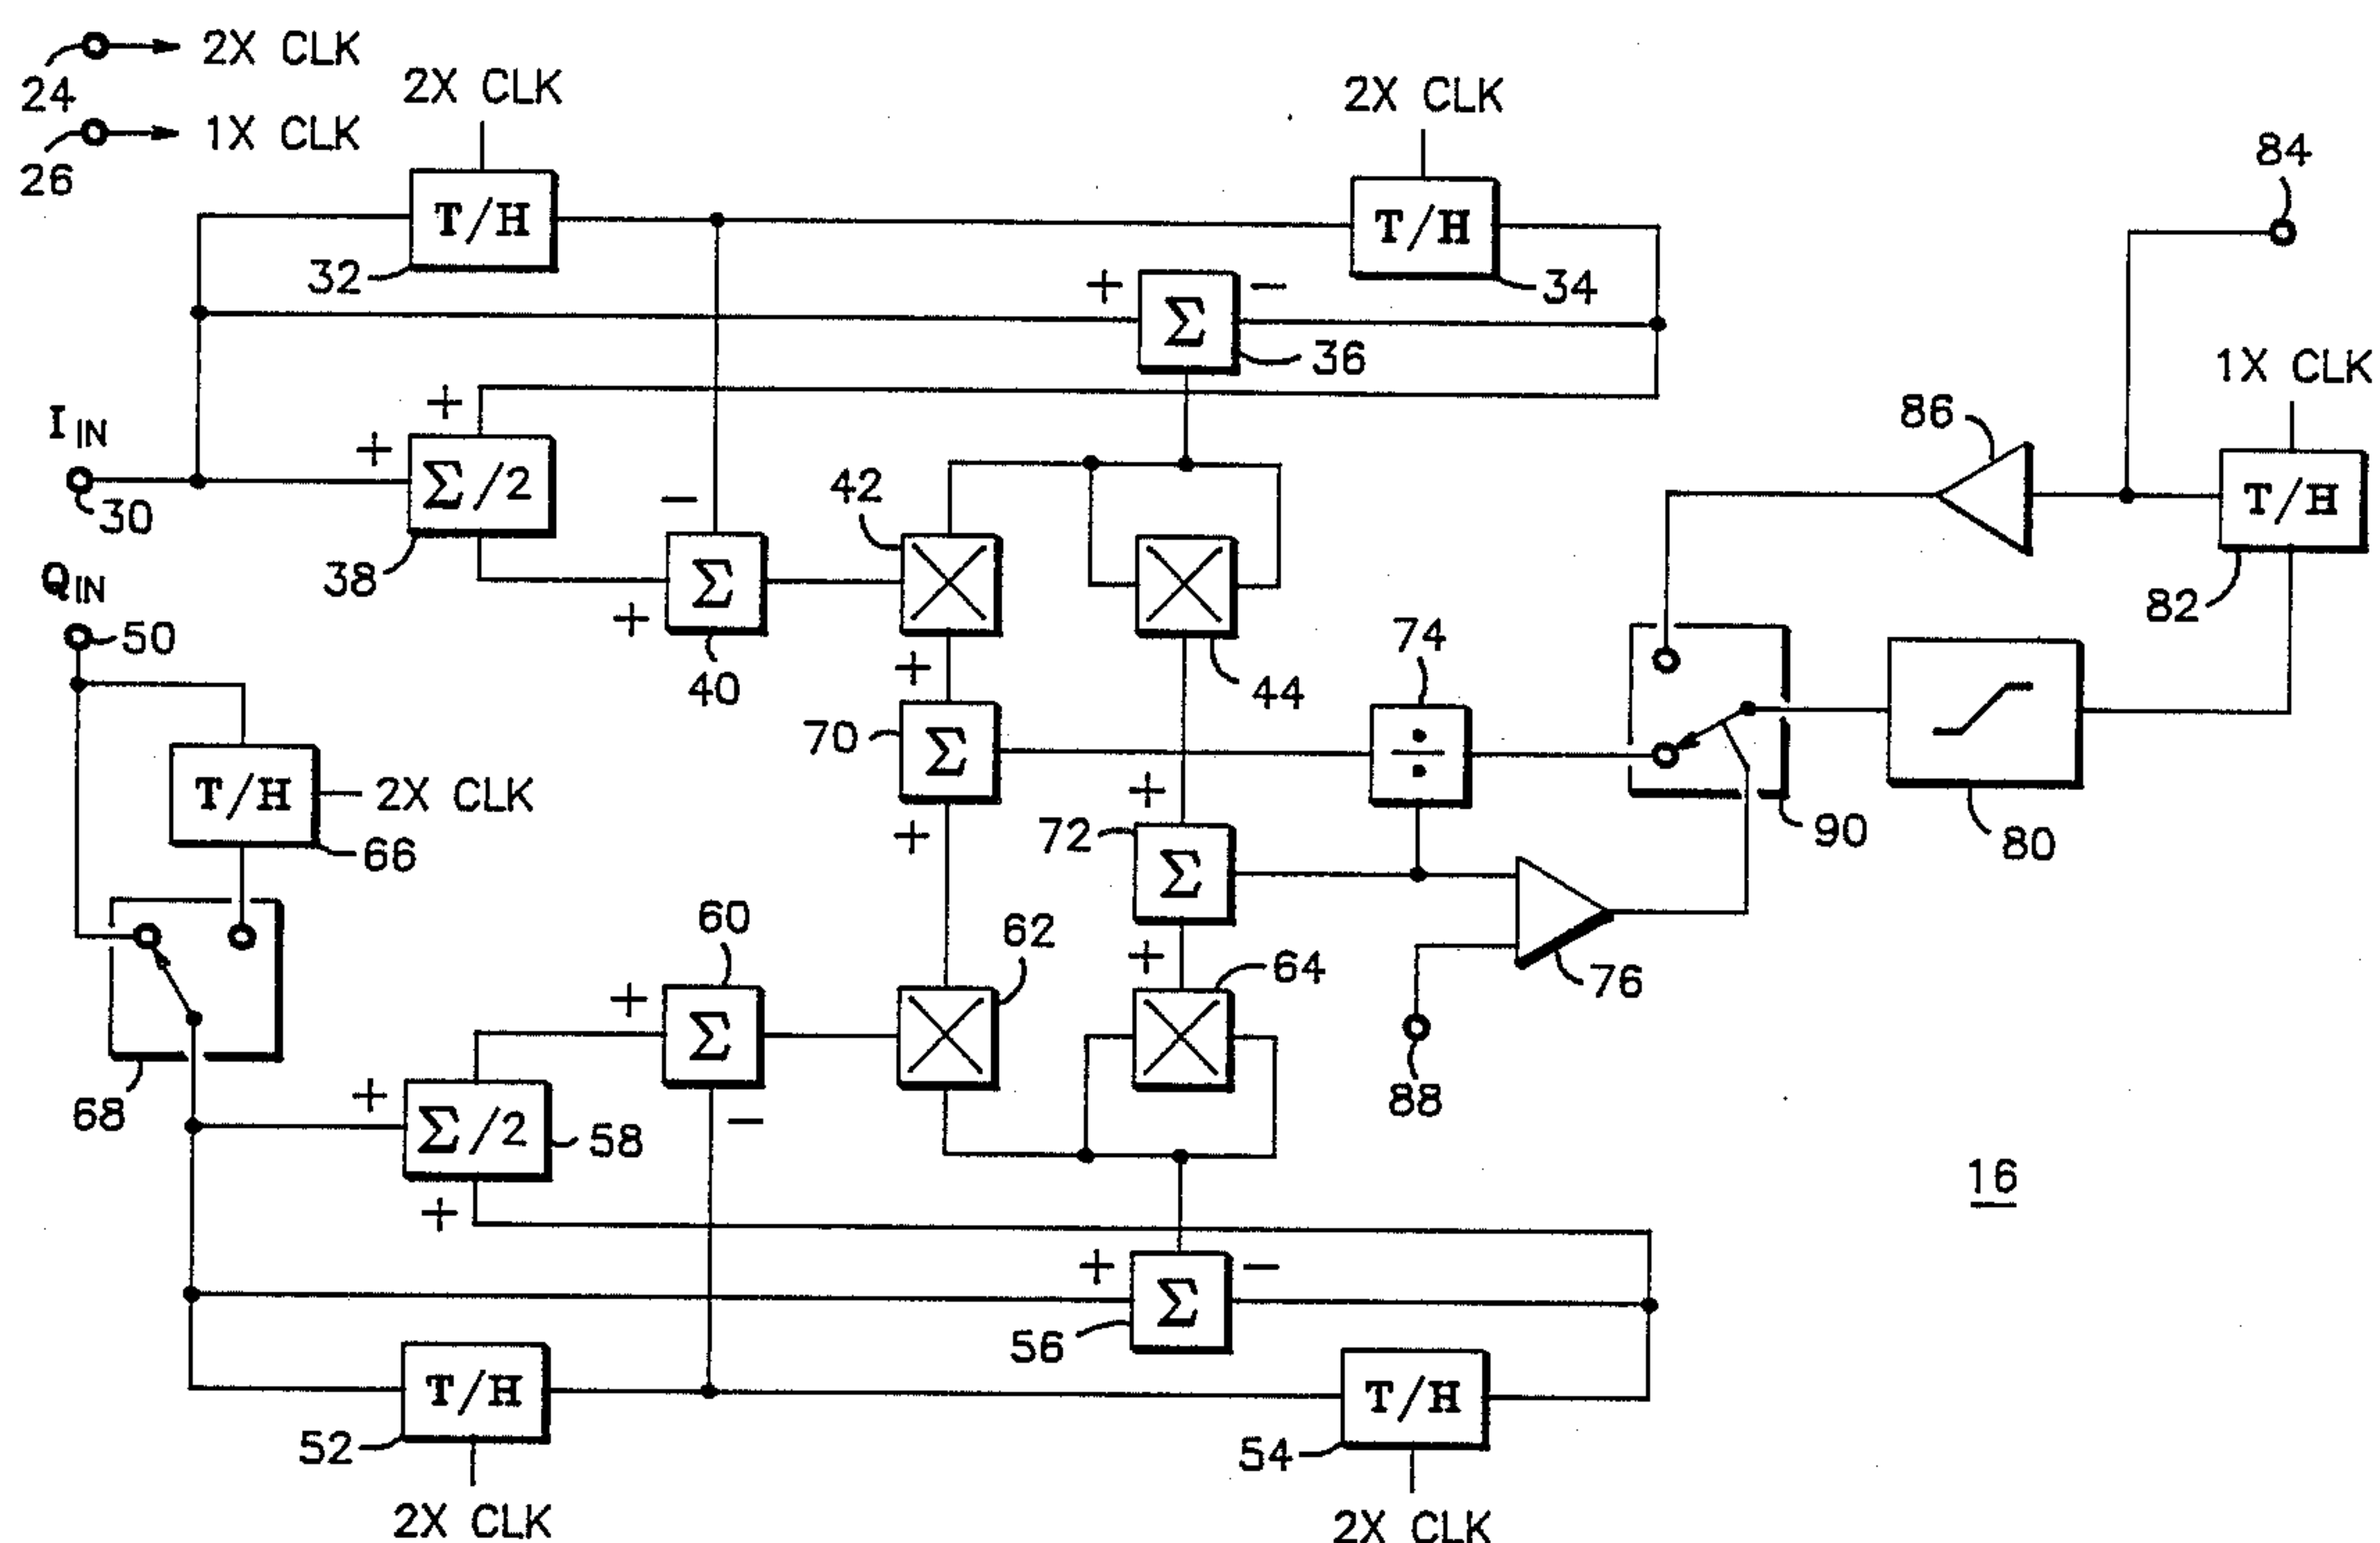 24
2X CLK
26
1X CLK
2X CLK
2X CLK
84
T/H
32
T/H
34
+
Σ
−
36
1X CLK
86
I IN
30
+
+
Σ/2
38
−
+
Σ
40
42
44
T/H
82
Q IN
50
T/H
2X CLK
66
+
70
Σ
+
74
÷
+
72
Σ
+
90
80
76
88
68
60
+
Σ
−
62
64
+
Σ/2
58
+
16
+
Σ
−
56
T/H
52
2X CLK
T/H
54
2X CLK